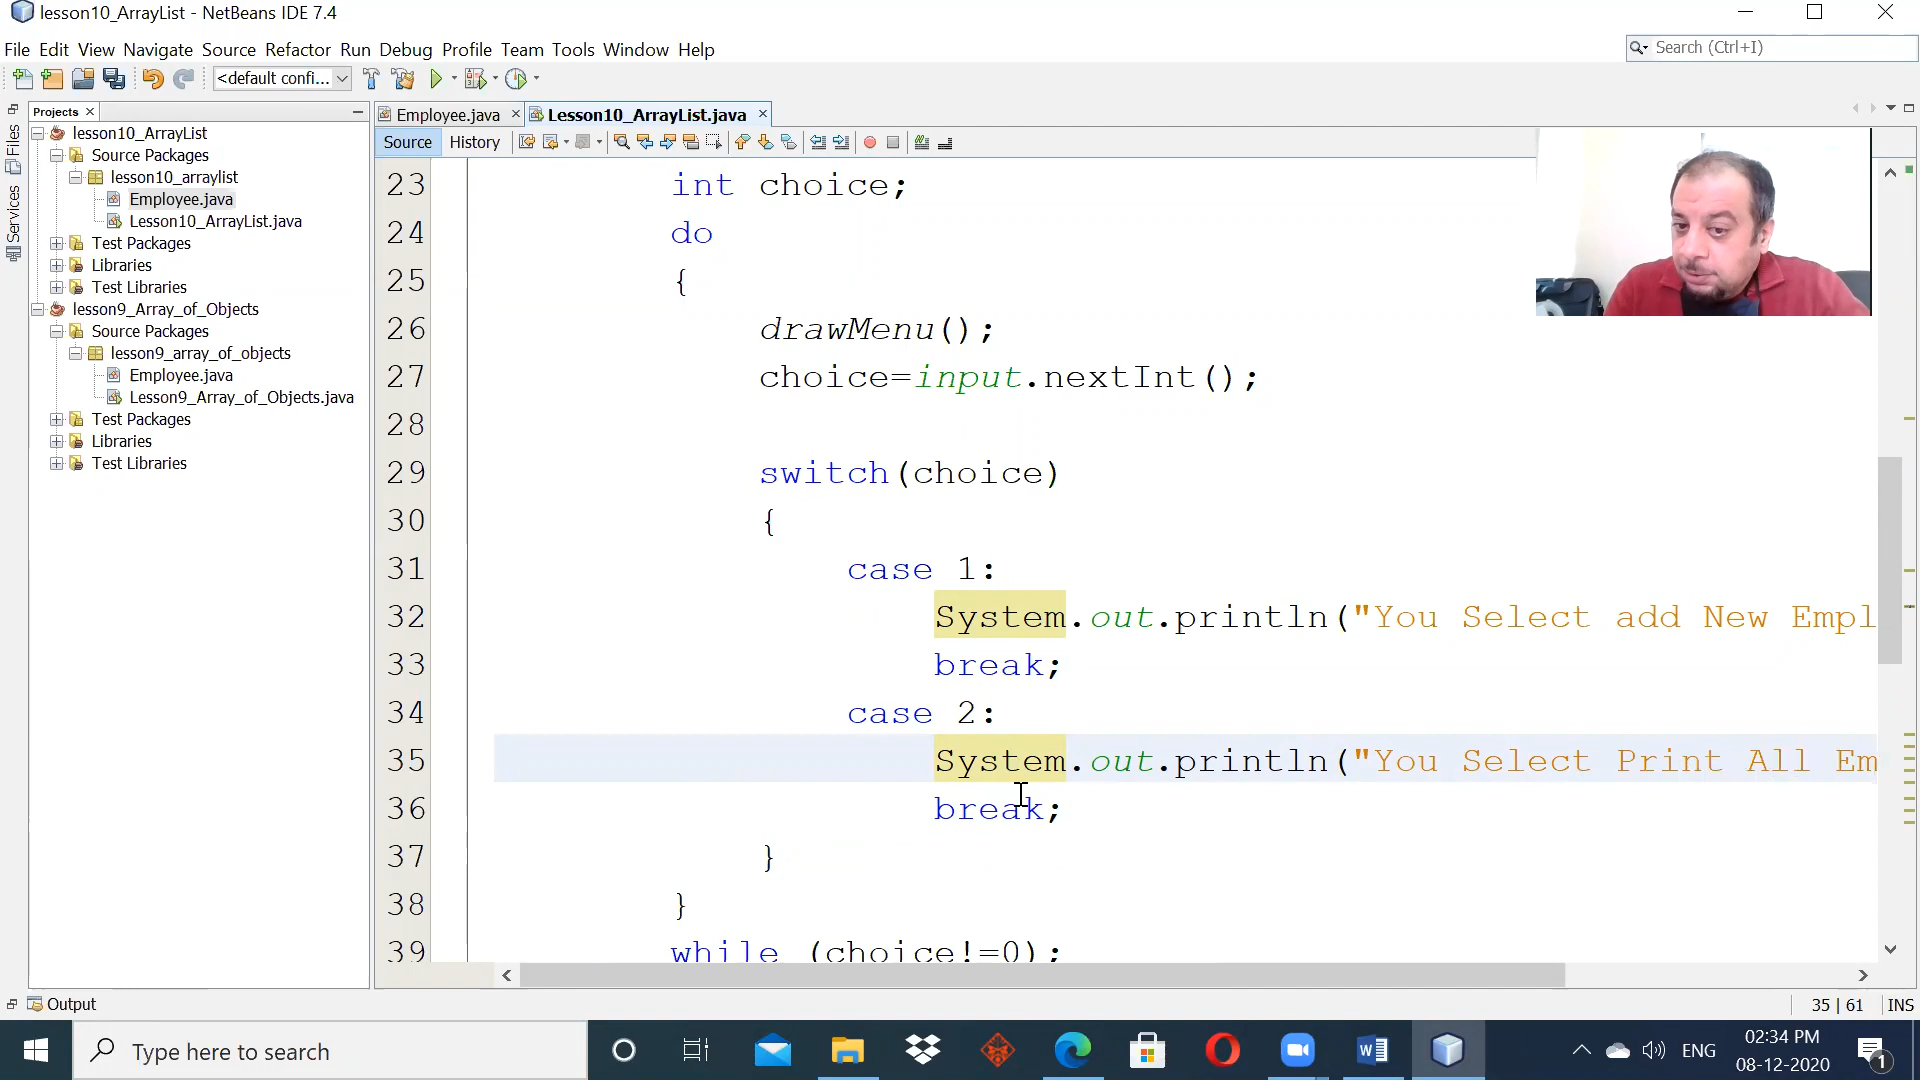 lesson10_ArrayList - NetBeans IDE 7.4
File Edit View Navigate Source Refactor Run Debug Profile Team Tools Window Help
Search (Ctrl+I)
<default confi...
Projects
Employee.java
Lesson10_ArrayList.java
Files
Services
lesson10_ArrayList
Source Packages
lesson10_arraylist
Employee.java
Lesson10_ArrayList.java
Test Packages
Libraries
Test Libraries
lesson9_Array_of_Objects
Source Packages
lesson9_array_of_objects
Employee.java
Lesson9_Array_of_Objects.java
Test Packages
Libraries
Test Libraries
Source History
23 int choice;
24 do
25 {
26 drawMenu();
27 choice=input.nextInt();
28
29 switch(choice)
30 {
31 case 1:
32 System.out.println("You Select add New Empl
33 break;
34 case 2:
35 System.out.println("You Select Print All Em
36 break;
37 }
38 }
39 while (choice!=0);
Output
35 | 61 INS
Type here to search
ENG
02:34 PM
08-12-2020
1